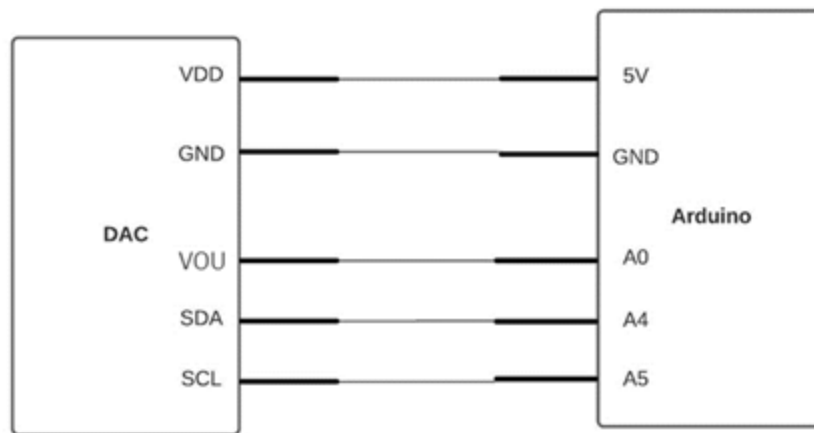 VDD
5V
GND
GND
DAC
Arduino
VOU
A0
SDA
A4
SCL
A5